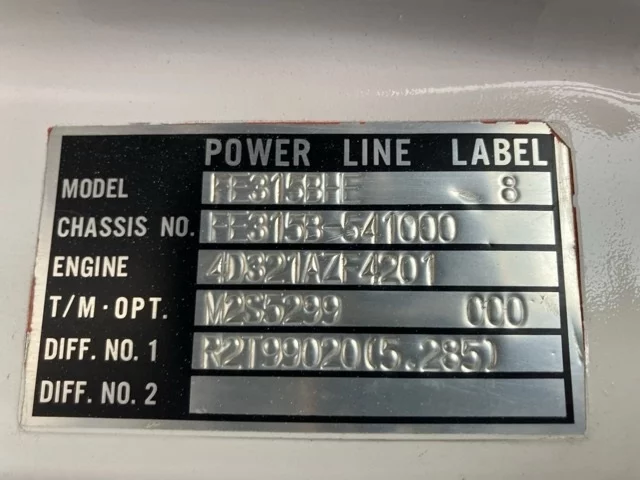 POWER LINE LABEL
MODEL FE315BHE 8
CHASSIS NO. FE315B-541000
ENGINE
T/M·OPT. M2S5299 000
DIFF. NO. 1 R2T99020(5.285)
DIFF. NO. 2